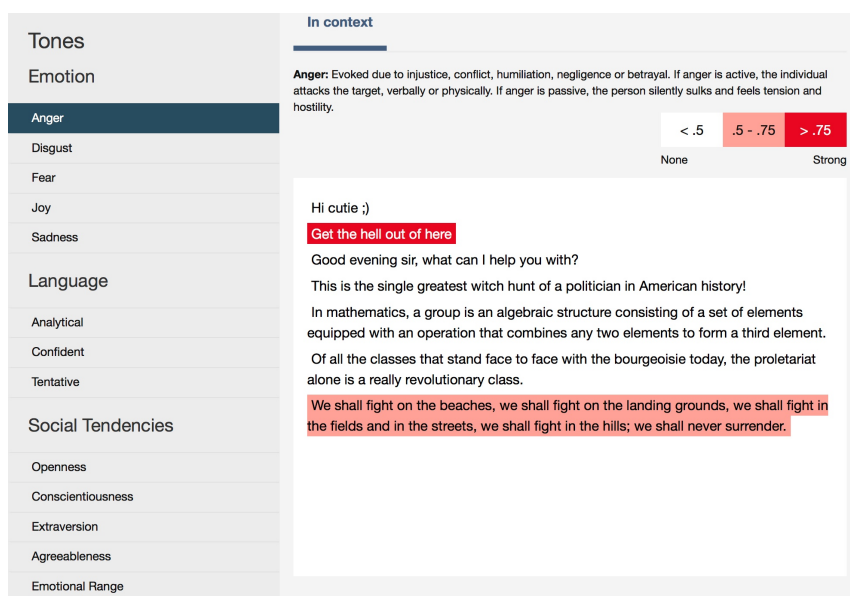 Tones
Emotion
Anger
Disgust
Fear
Joy
Sadness
Language
Analytical
Confident
Tentative
Social Tendencies
Openness
Conscientiousness
Extraversion
Agreeableness
Emotional Range
In context
Anger: Evoked due to injustice, conflict, humiliation, negligence or betrayal. If anger is active, the individual
attacks the target, verbally or physically. If anger is passive, the person silently sulks and feels tension and
hostility.
< .5 .5 - .75 > .75
None Strong
Hi cutie ;)
Get the hell out of here
Good evening sir, what can I help you with?
This is the single greatest witch hunt of a politician in American history!
In mathematics, a group is an algebraic structure consisting of a set of elements
equipped with an operation that combines any two elements to form a third element.
Of all the classes that stand face to face with the bourgeoisie today, the proletariat
alone is a really revolutionary class.
We shall fight on the beaches, we shall fight on the landing grounds, we shall fight in
the fields and in the streets, we shall fight in the hills; we shall never surrender.